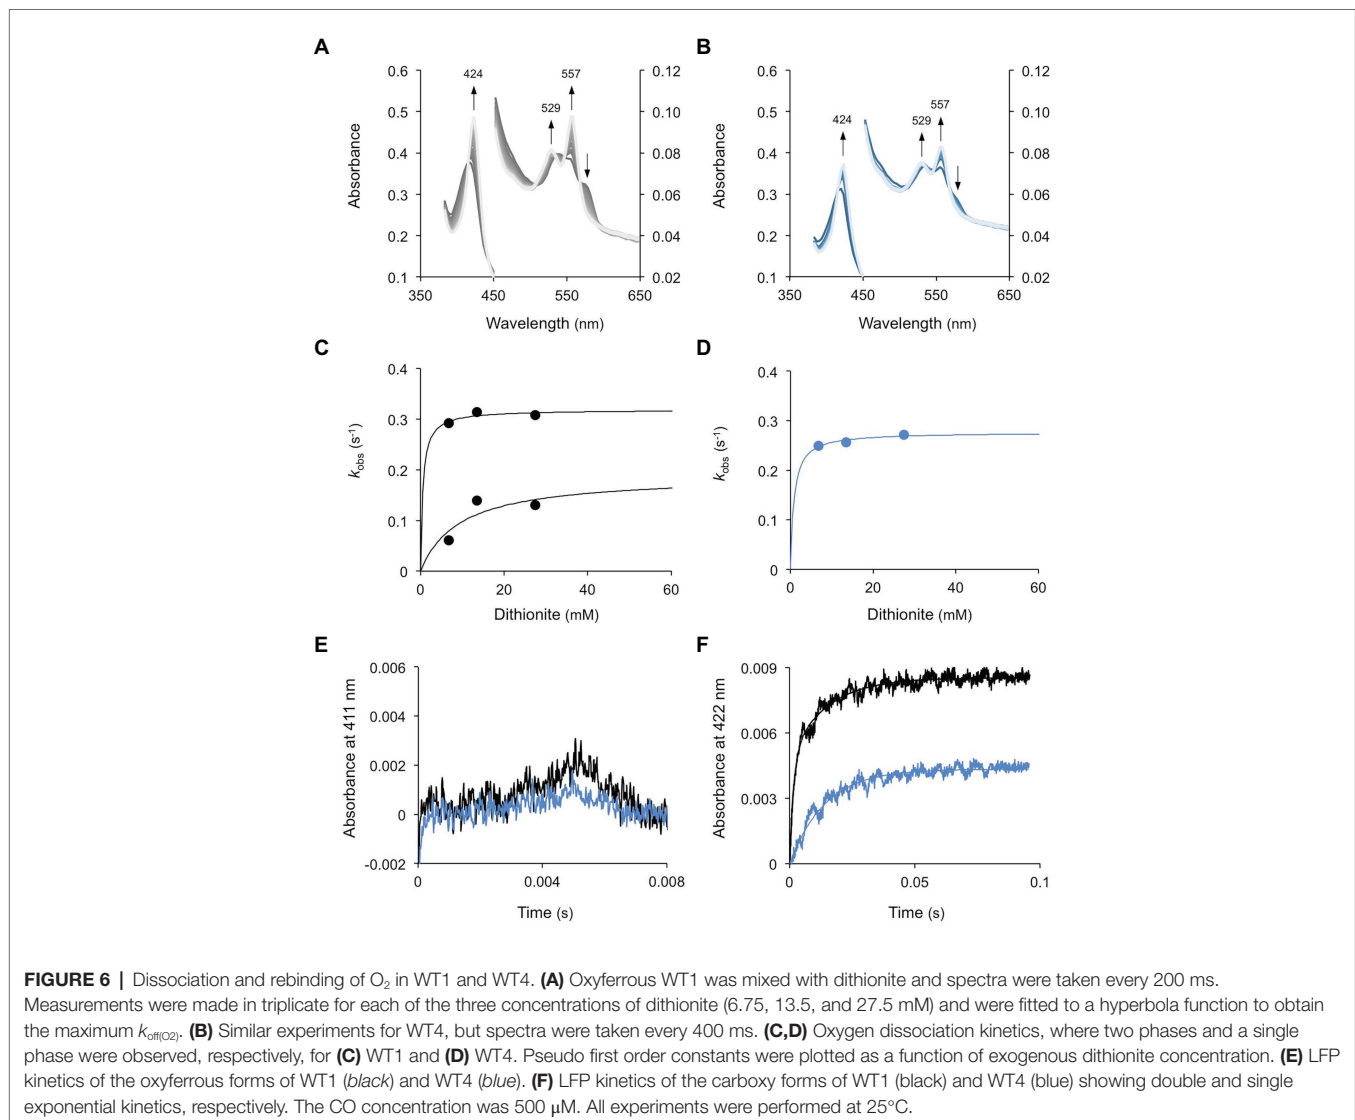 A
0.6
0.5
0.4
0.3
0.2
0.1
0.12
0.10
0.08
0.06
0.04
0.02
424
529
557
350
450
550
650
Absorbance
Wavelength (nm)
B
0.6
0.5
0.4
0.3
0.2
0.1
0.12
0.10
0.08
0.06
0.04
0.02
424
529
557
350
450
550
650
Absorbance
Wavelength (nm)
C
0.4
0.3
0.2
0.1
0
0
20
40
60
k_obs (s⁻¹)
Dithionite (mM)
D
0.4
0.3
0.2
0.1
0
0
20
40
60
k_obs (s⁻¹)
Dithionite (mM)
E
0.006
0.004
0.002
0
-0.002
0
0.004
0.008
Absorbance at 411 nm
Time (s)
F
0.009
0.006
0.003
0
0
0.05
0.1
Absorbance at 422 nm
Time (s)
FIGURE 6 | Dissociation and rebinding of O₂ in WT1 and WT4. (A) Oxyferrous WT1 was mixed with dithionite and spectra were taken every 200 ms.
Measurements were made in triplicate for each of the three concentrations of dithionite (6.75, 13.5, and 27.5 mM) and were fitted to a hyperbola function to obtain
the maximum k_off(O2). (B) Similar experiments for WT4, but spectra were taken every 400 ms. (C,D) Oxygen dissociation kinetics, where two phases and a single
phase were observed, respectively, for (C) WT1 and (D) WT4. Pseudo first order constants were plotted as a function of exogenous dithionite concentration. (E) LFP
kinetics of the oxyferrous forms of WT1 (black) and WT4 (blue). (F) LFP kinetics of the carboxy forms of WT1 (black) and WT4 (blue) showing double and single
exponential kinetics, respectively. The CO concentration was 500 μM. All experiments were performed at 25°C.